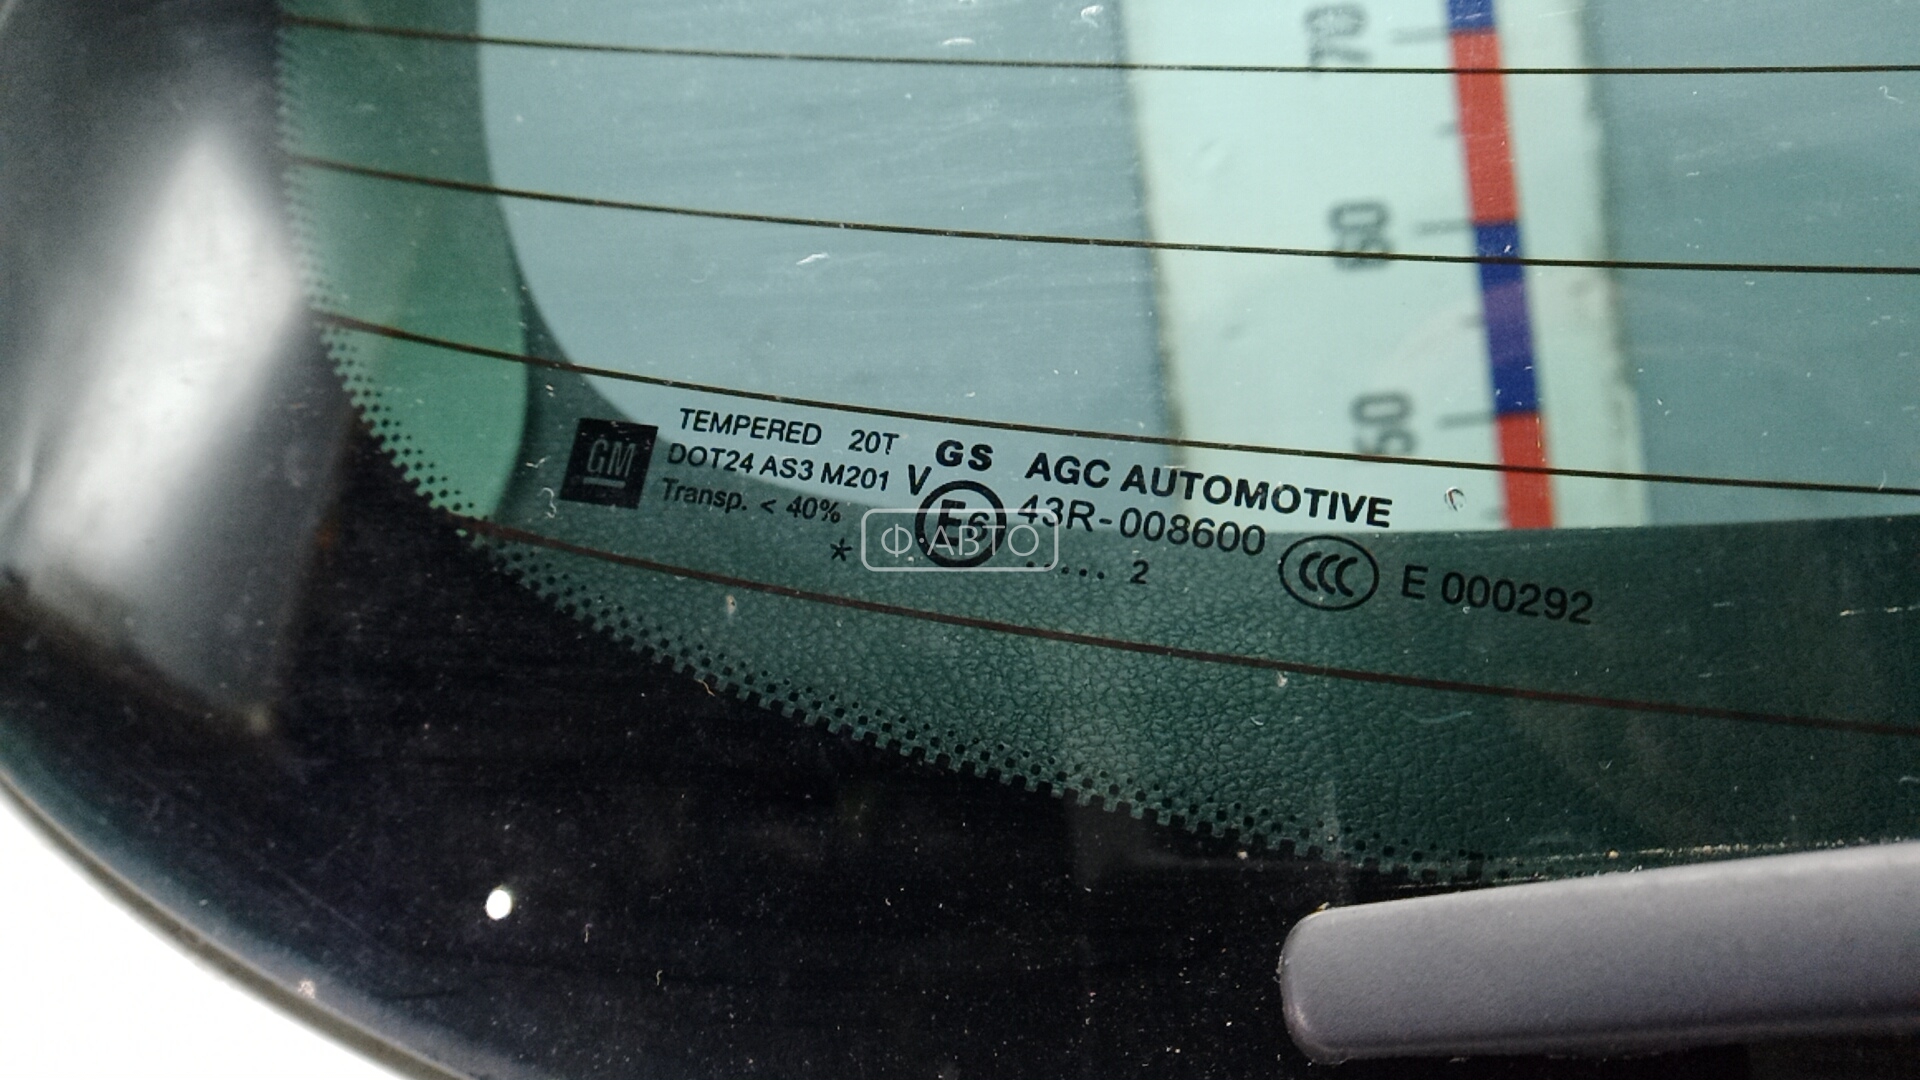 70
60
50
GM
TEMPERED 20T GS AGC AUTOMOTIVE
DOT24 AS3 M201 V E6 43R-008600
Transp. < 40%
* ..... 2 CCC E 000292
Ф-АВТО